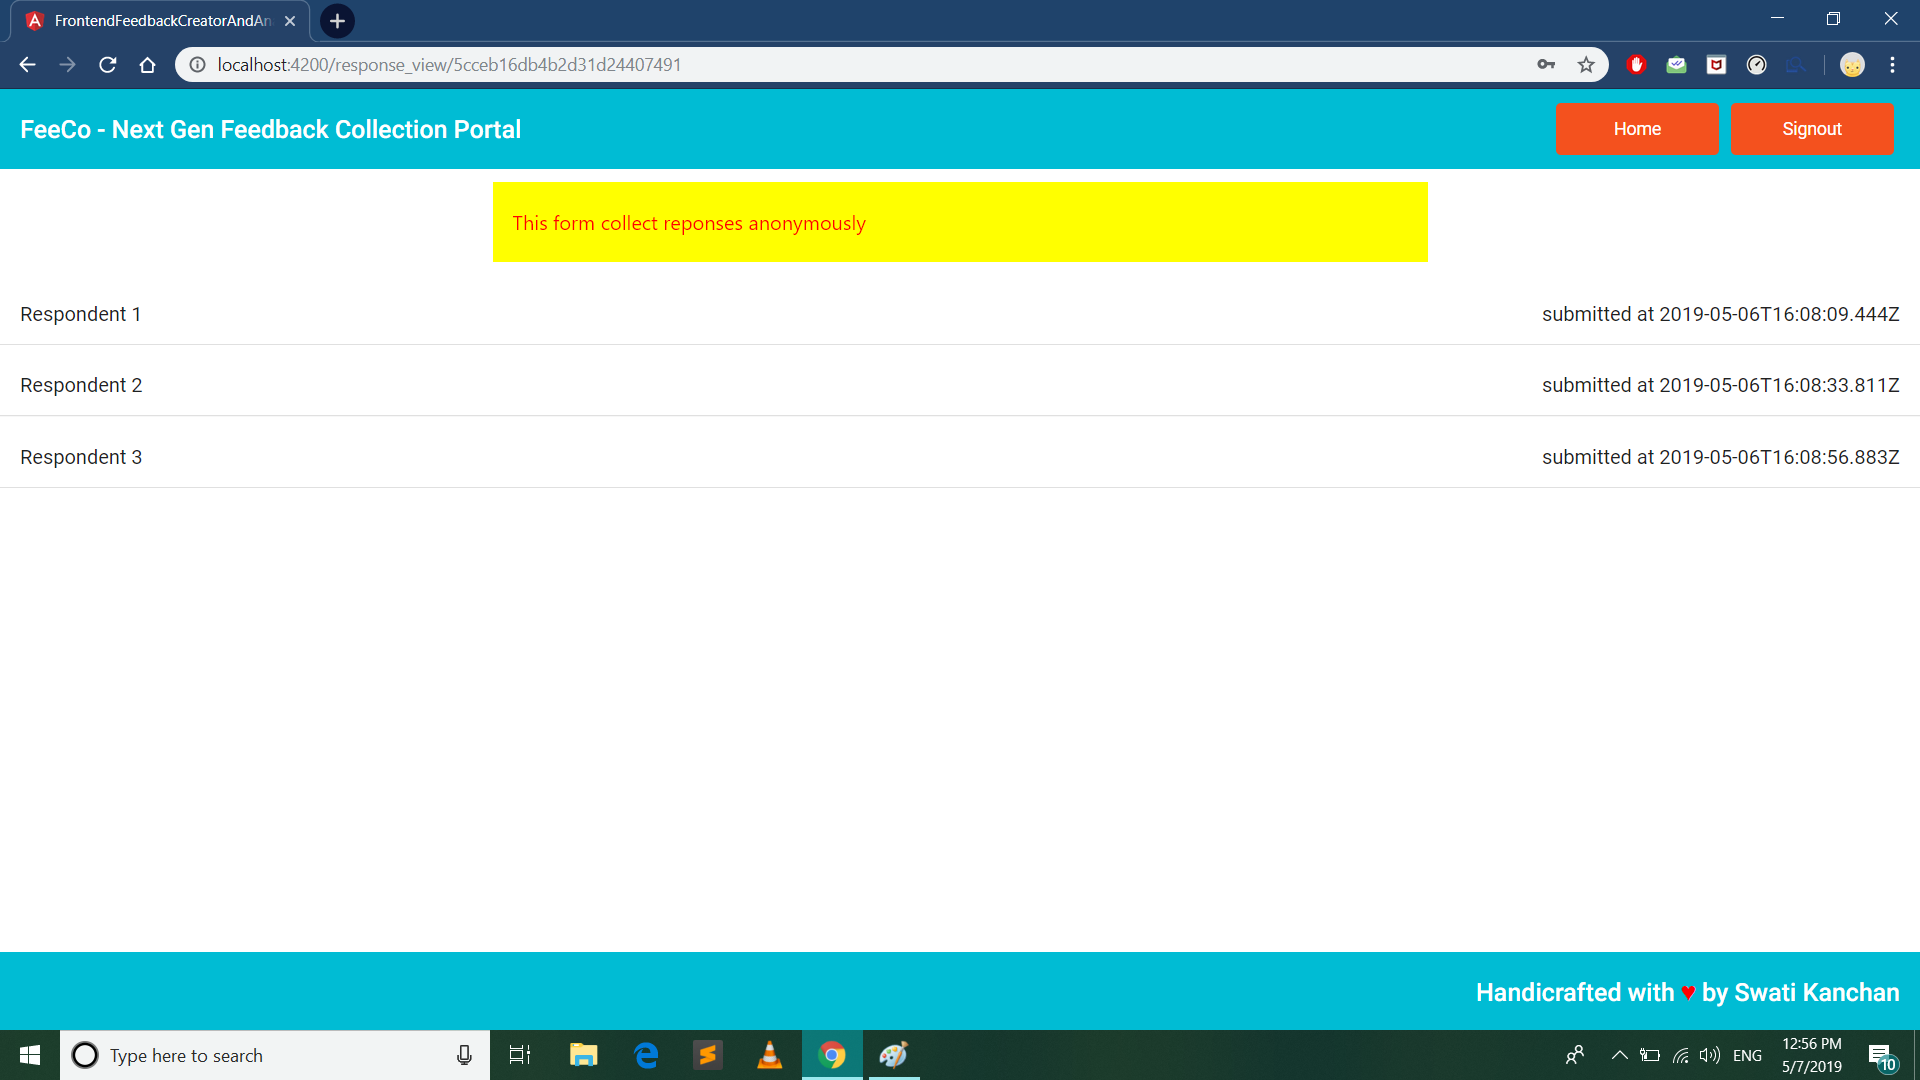 FrontendFeedbackCreatorAndAn
localhost:4200/response_view/5cceb16db4b2d31d24407491
FeeCo - Next Gen Feedback Collection Portal
Home
Signout
This form collect reponses anonymously
Respondent 1
submitted at 2019-05-06T16:08:09.444Z
Respondent 2
submitted at 2019-05-06T16:08:33.811Z
Respondent 3
submitted at 2019-05-06T16:08:56.883Z
Handicrafted with ♥ by Swati Kanchan
Type here to search
ENG
12:56 PM
5/7/2019
10